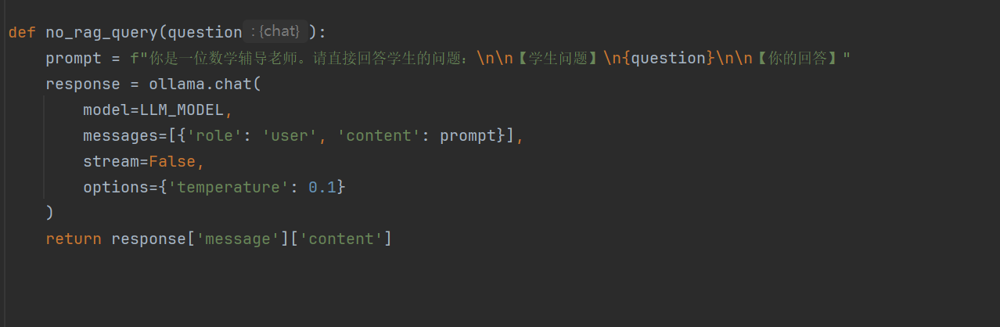 def no_rag_query(question : {chat} ):
    prompt = f"你是一位数学辅导老师。请直接回答学生的问题：\n\n【学生问题】\n{question}\n\n【你的回答】"
    response = ollama.chat(
        model=LLM_MODEL,
        messages=[{'role': 'user', 'content': prompt}],
        stream=False,
        options={'temperature': 0.1}
    )
    return response['message']['content']